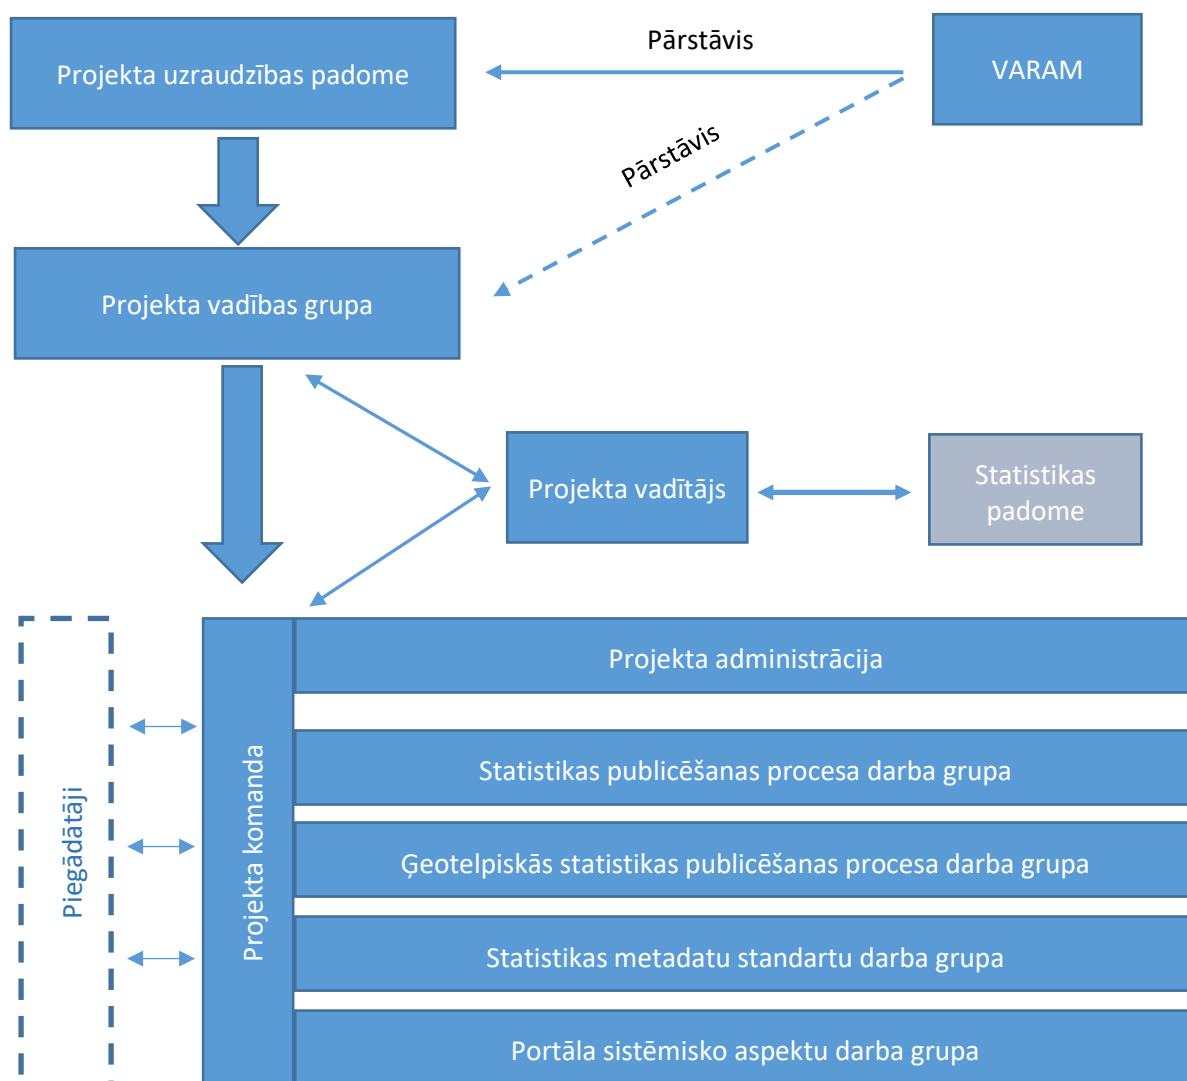 Pārstāvis
Projekta uzraudzības padome
VARAM
Pārstāvis
Projekta vadības grupa
Projekta vadītājs
Statistikas
padome
Piegādātāji
Projekta komanda
Projekta administrācija
Statistikas publicēšanas procesa darba grupa
Ģeotelpiskās statistikas publicēšanas procesa darba grupa
Statistikas metadatu standartu darba grupa
Portāla sistēmisko aspektu darba grupa